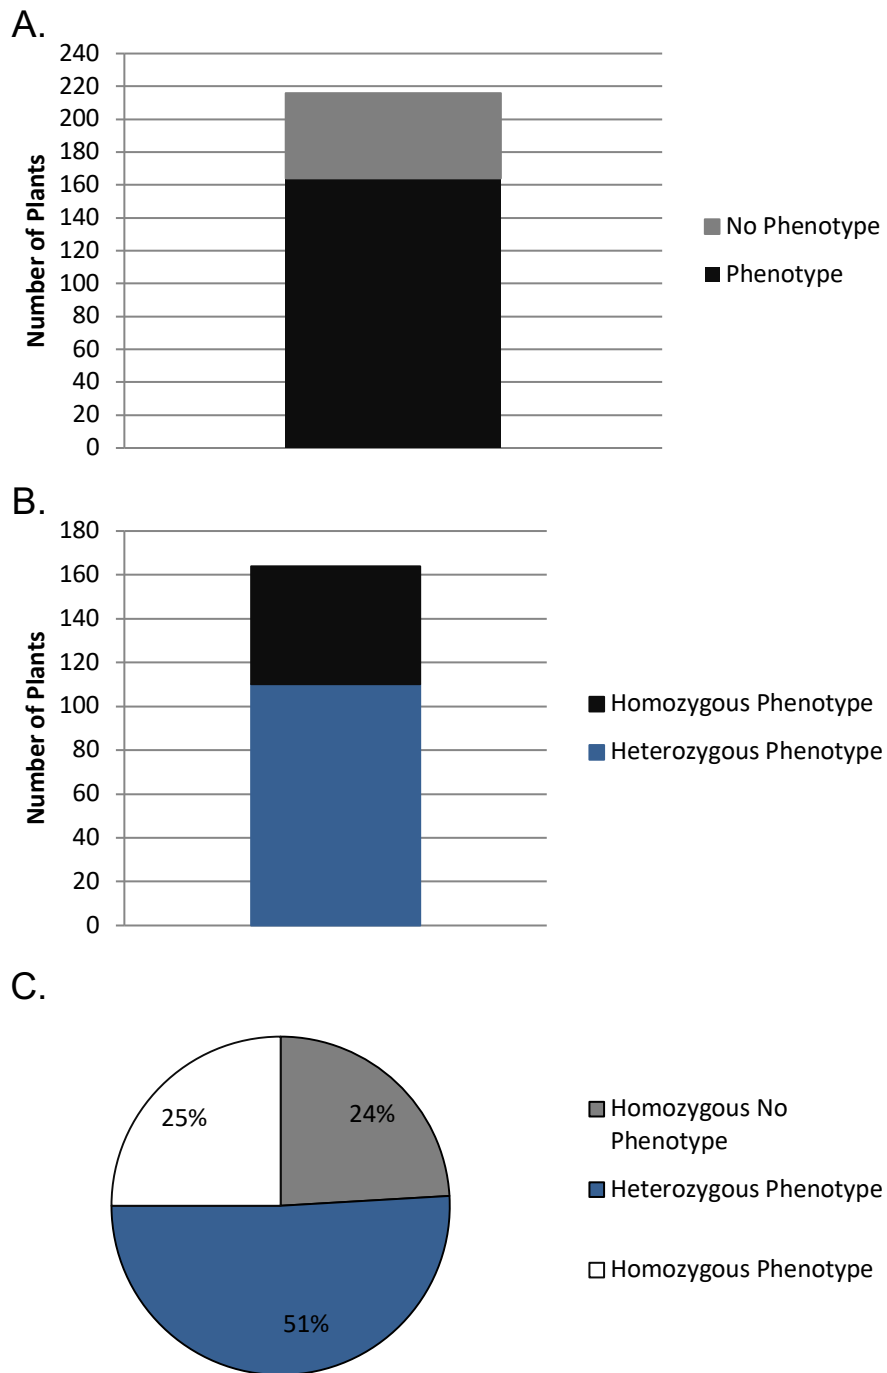 A.
240
220
200
180
160
140
120
100
80
60
40
20
0
Number of Plants
No Phenotype
Phenotype
B.
180
160
140
120
100
80
60
40
20
0
Number of Plants
Homozygous Phenotype
Heterozygous Phenotype
C.
25%
24%
51%
Homozygous No
Phenotype
Heterozygous Phenotype
Homozygous Phenotype